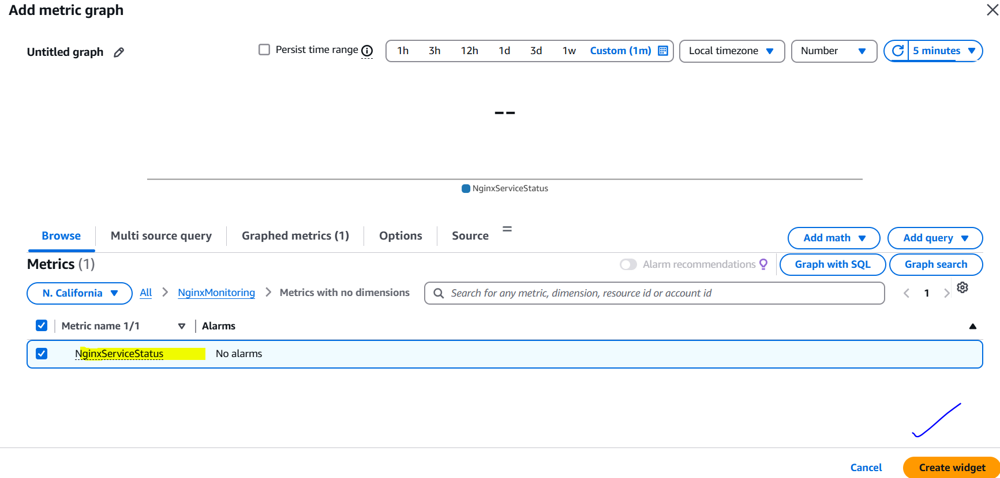 Add metric graph
Untitled graph
Persist time range
1h 3h 12h 1d 3d 1w Custom (1m)
Local timezone
Number
5 minutes
--
NginxServiceStatus
Browse
Multi source query
Graphed metrics (1)
Options
Source
Add math
Add query
Metrics (1)
Alarm recommendations
Graph with SQL
Graph search
N. California
All
NginxMonitoring
Metrics with no dimensions
Search for any metric, dimension, resource id or account id
1
Metric name 1/1
Alarms
NginxServiceStatus
No alarms
Cancel
Create widget